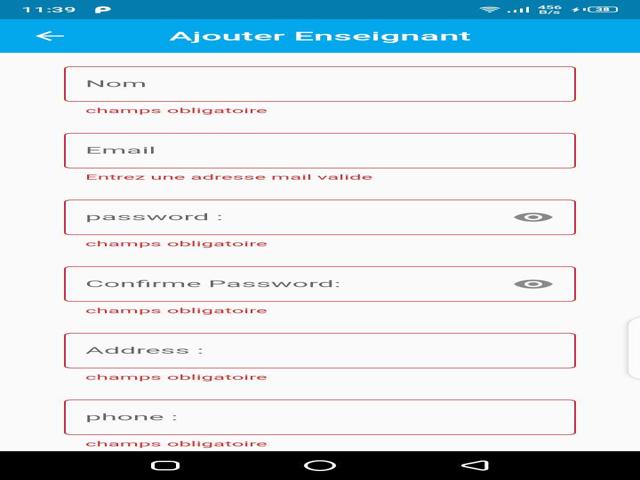 11:39
456 B/s
38
Ajouter Enseignant
Nom
champs obligatoire
Email
Entrez une adresse mail valide
password :
champs obligatoire
Confirme Password:
champs obligatoire
Address :
champs obligatoire
phone :
champs obligatoire